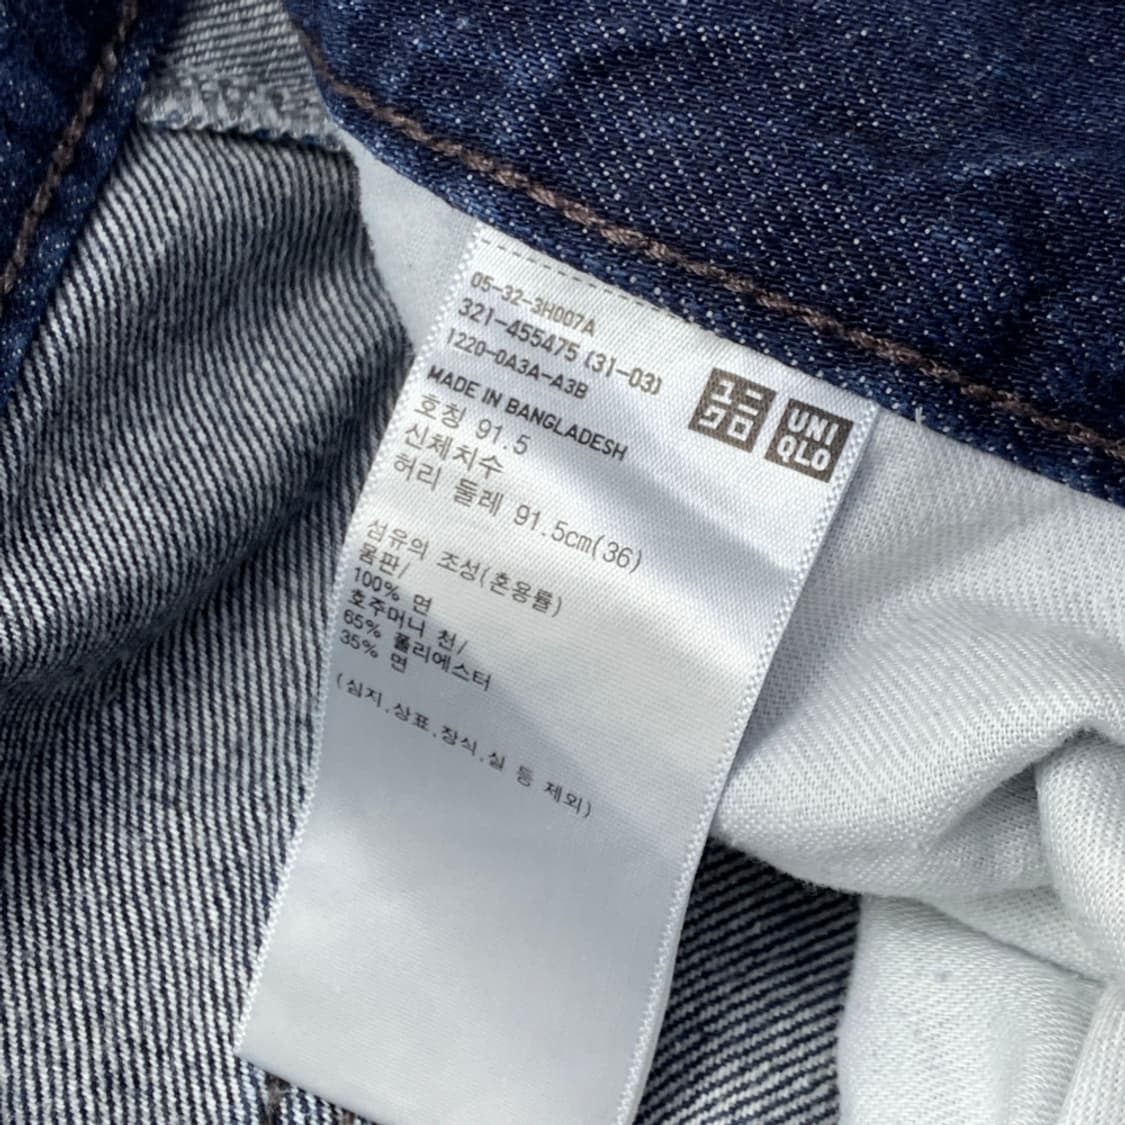 05-32-3H007A
321-455475 (31-03)
1220-0A3A-A3B
MADE IN BANGLADESH
호칭 91.5
신체치수
허리 둘레 91.5cm(36)
섬유의 조성(혼용률)
몸판/
100% 면
호주머니 천/
65% 폴리에스터
35% 면
(심지.상표.장식.실 등 제외)
ユニ
クロ
UNI
QLO